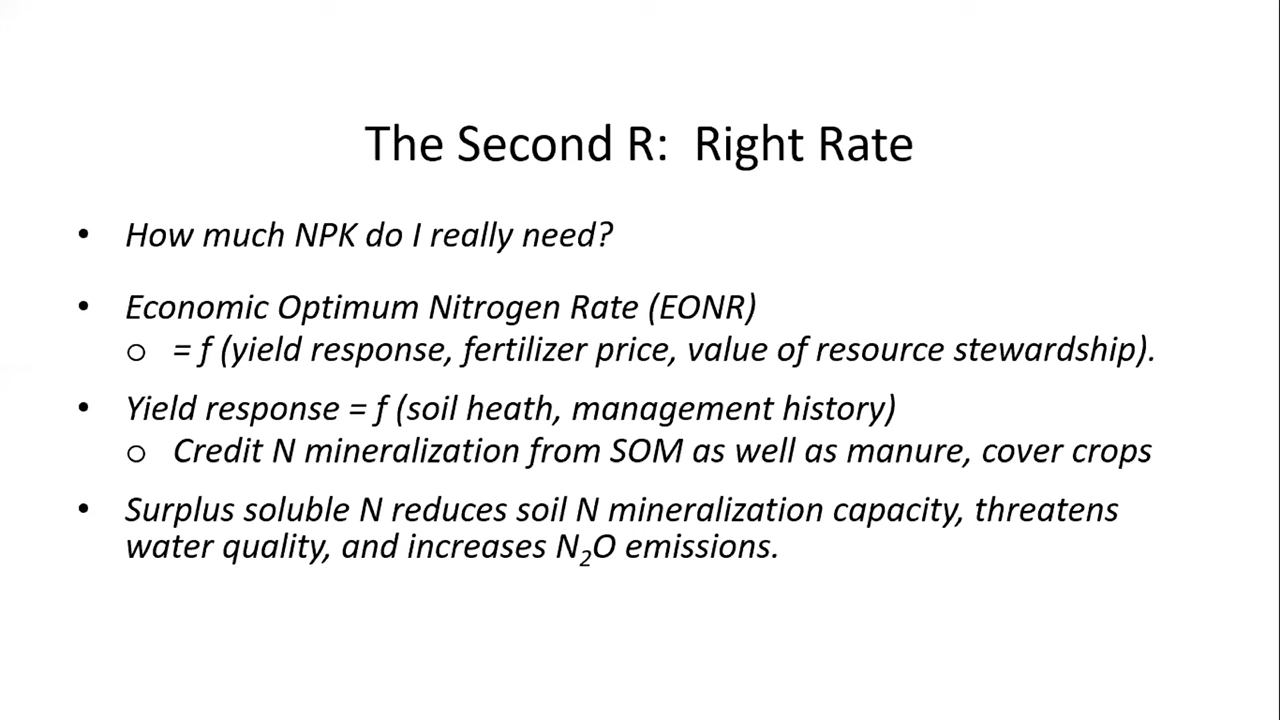 The Second R:  Right Rate
• How much NPK do I really need?
• Economic Optimum Nitrogen Rate (EONR)
o = f (yield response, fertilizer price, value of resource stewardship).
• Yield response = f (soil heath, management history)
o Credit N mineralization from SOM as well as manure, cover crops
• Surplus soluble N reduces soil N mineralization capacity, threatens
water quality, and increases N₂O emissions.